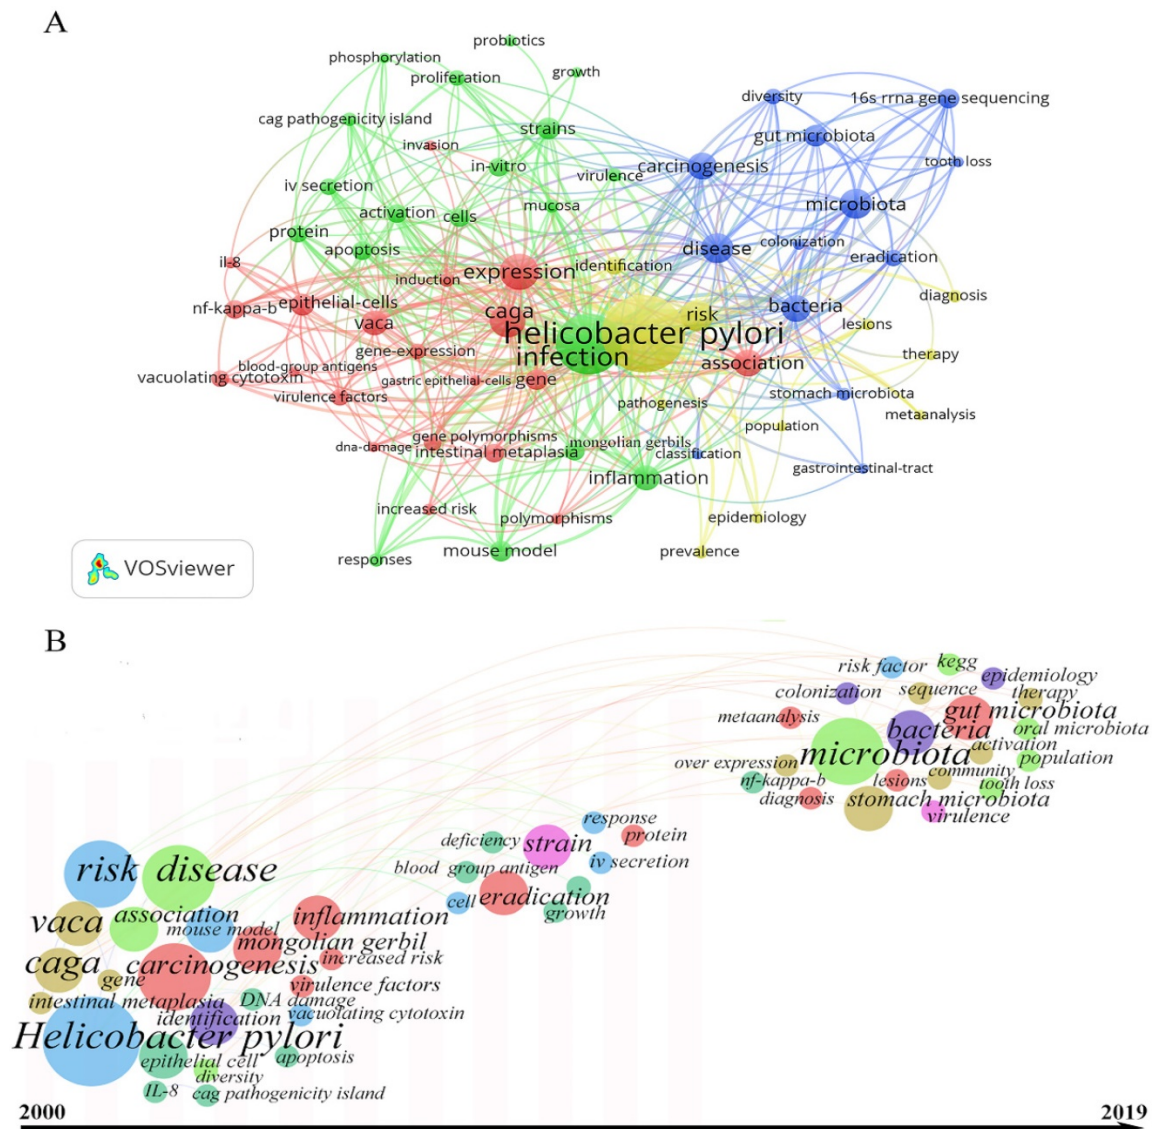 A
probiotics
phosphorylation
proliferation
growth
diversity
16s rrna gene sequencing
cag pathogenicity island
strains
gut microbiota
invasion
in-vitro
virulence
carcinogenesis
tooth loss
iv secretion
activation
cells
mucosa
microbiota
protein
apoptosis
disease
colonization
eradication
il-8
induction
expression
identification
diagnosis
nf-kappa-b
epithelial-cells
vaca
caga
risk
bacteria
lesions
helicobacter pylori
infection
gene-expression
association
therapy
blood-group antigens
vacuolating cytotoxin
gastric epithelial-cells
gene
virulence factors
pathogenesis
stomach microbiota
metaanalysis
population
dna-damage
gene polymorphisms
mongolian gerbils
intestinal metaplasia
classification
gastrointestinal-tract
inflammation
increased risk
polymorphisms
epidemiology
responses
mouse model
prevalence
VOSviewer
B
risk factor
kegg
epidemiology
colonization
sequence
therapy
metaanalysis
gut microbiota
bacteria
oral microbiota
activation
microbiota
population
over expression
nf-kappa-b
lesions
community
tooth loss
diagnosis
stomach microbiota
virulence
response
deficiency
strain
protein
blood group antigen
iv secretion
cell
eradication
growth
risk
disease
vaca
association
mouse model
inflammation
mongolian gerbil
caga
gene
carcinogenesis
increased risk
virulence factors
intestinal metaplasia
DNA damage
identification
vacuolating cytotoxin
Helicobacter pylori
epithelial cell
apoptosis
diversity
IL-8
cag pathogenicity island
2000
2019